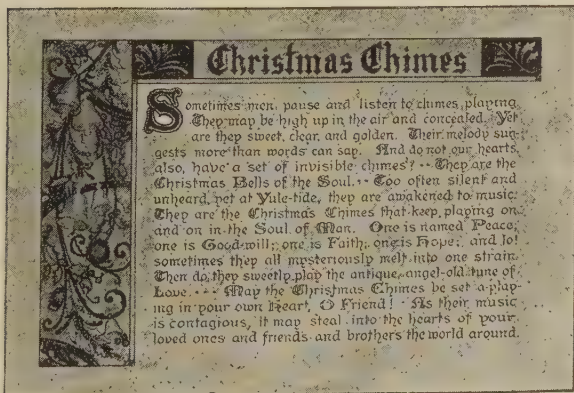 Christmas Chimes
Sometimes men pause and listen to chimes playing.
They may be high up in the air and concealed. Yet
are they sweet, clear, and golden. Their melody sug-
gests more than words can say. And do not our hearts,
also, have a set of invisible chimes? ·· They are the
Christmas Bells of the Soul. ·· Too often silent and
unheard, yet at Yule-tide, they are awakened to music.
They are the Christmas Chimes that keep playing on
and on in the Soul of Man. One is named Peace;
one is Good-will; one is Faith; one is Hope; and lo!
sometimes they all mysteriously melt into one strain.
Then do they sweetly play the antique, angel-old tune of
Love. ··· May the Christmas Chimes be set a-play-
ing in your own Heart, O Friend! As their music
is contagious, it may steal into the hearts of your
loved ones and friends and brothers the world around.